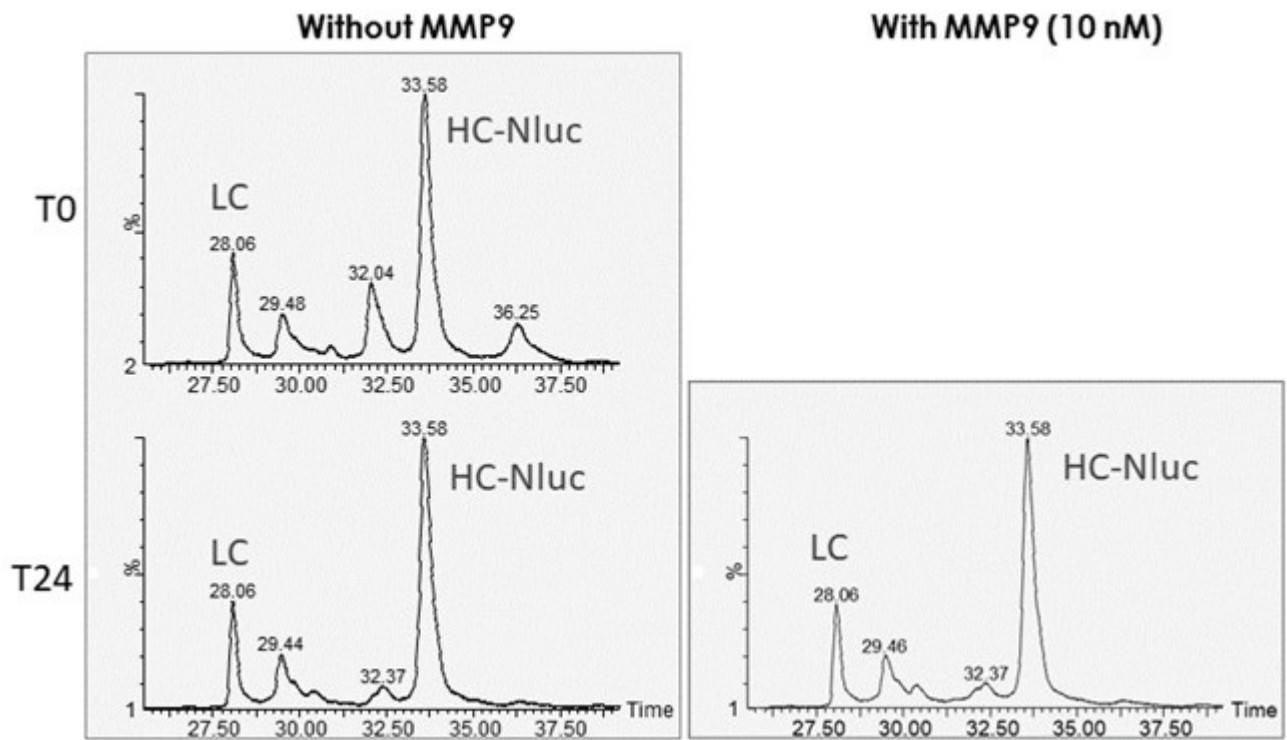 Without MMP9
With MMP9 (10 nM)
T0
%
2
LC
28.06
29.48
32.04
33.58
HC-Nluc
36.25
27.50 30.00 32.50 35.00 37.50
T24
%
1
LC
28.06
29.44
32.37
33.58
HC-Nluc
Time
27.50 30.00 32.50 35.00 37.50
%
1
LC
28.06
29.46
32.37
33.58
HC-Nluc
Time
27.50 30.00 32.50 35.00 37.50